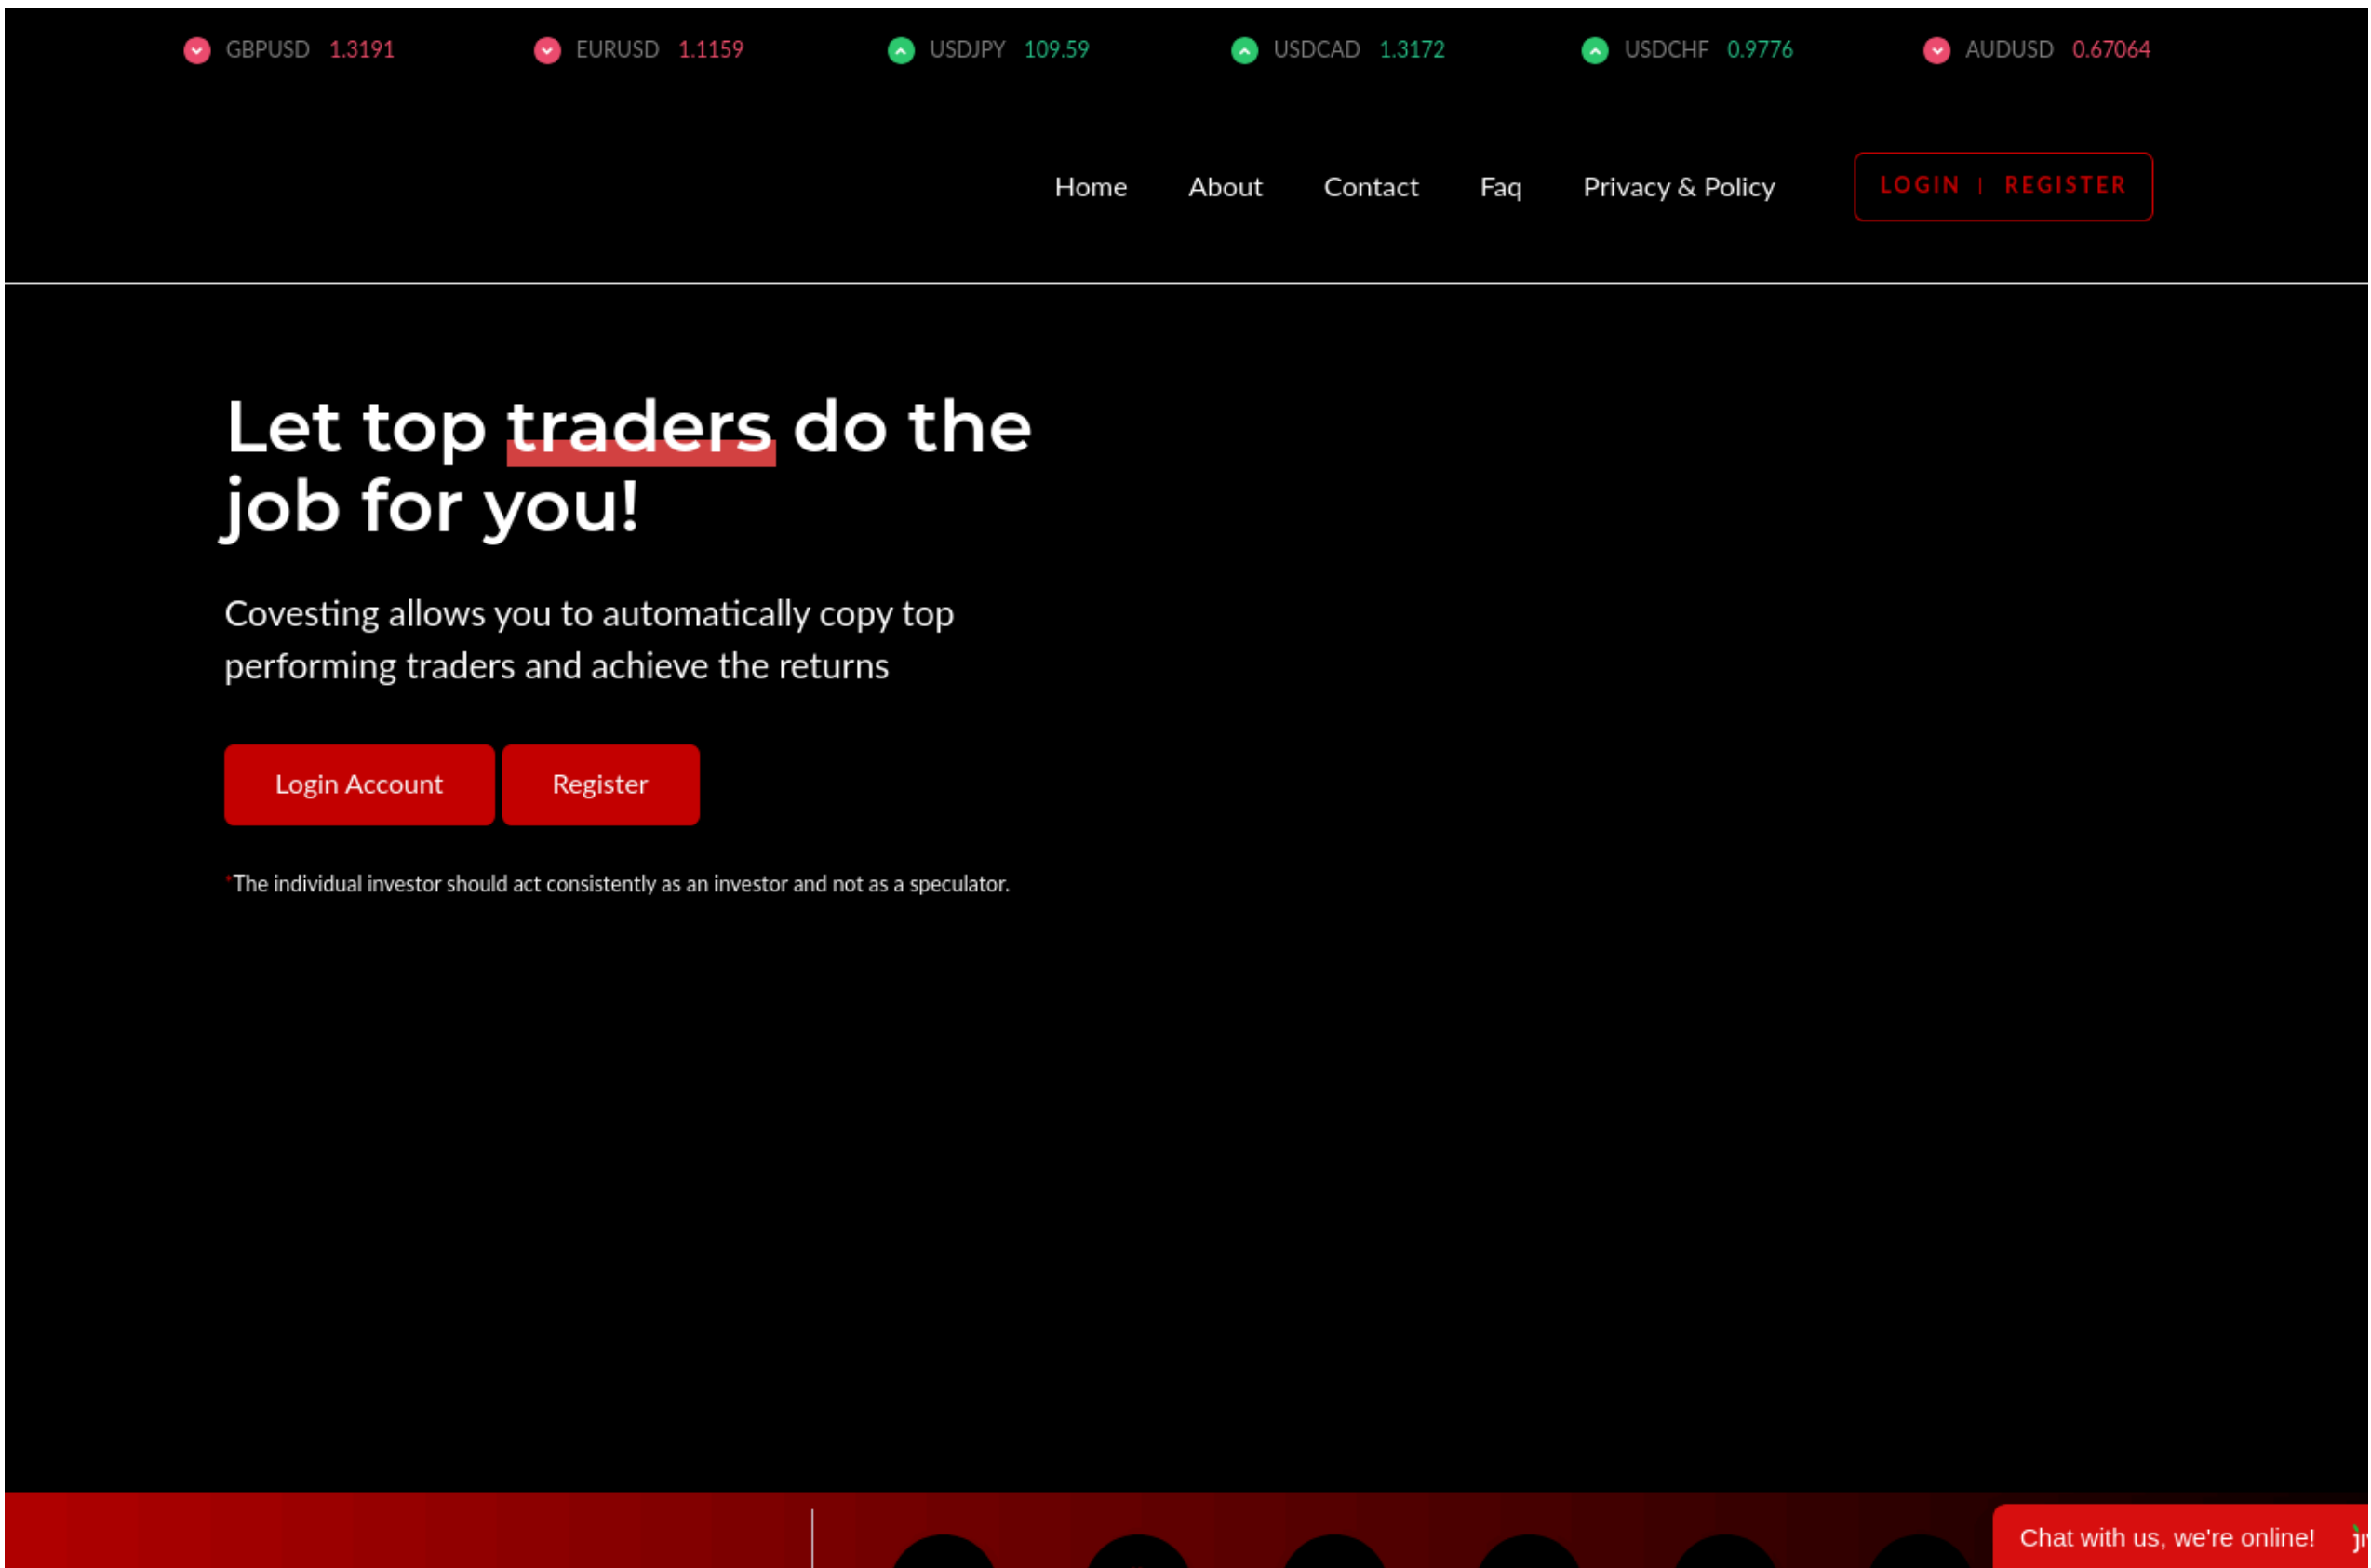 GBPUSD 1.3191 EURUSD 1.1159 USDJPY 109.59 USDCAD 1.3172 USDCHF 0.9776 AUDUSD 0.67064
Home About Contact Faq Privacy & Policy LOGIN | REGISTER
Let top traders do the
job for you!
Covesting allows you to automatically copy top
performing traders and achieve the returns
Login Account Register
*The individual investor should act consistently as an investor and not as a speculator.
Chat with us, we're online!